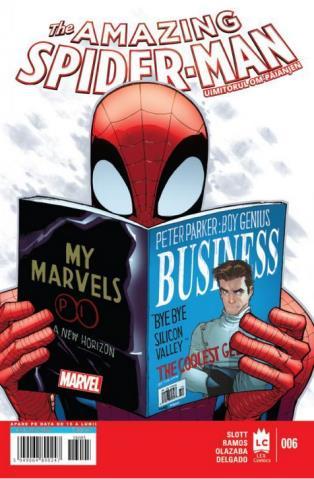 The AMAZING
SPIDER-MAN
UIMITORUL OM-PĂIANJEN
MY
MARVELS
P I
A NEW HORIZON
MARVEL
PETER PARKER: BOY GENIUS
BUSINESS
"BYE
BYE
SILICON
VALLEY"
THE COOLEST
APARE PE DATA DE 15 A LUNII
SLOTT
RAMOS
OLAZABA
DELGADO
LC
LEX Comics
006